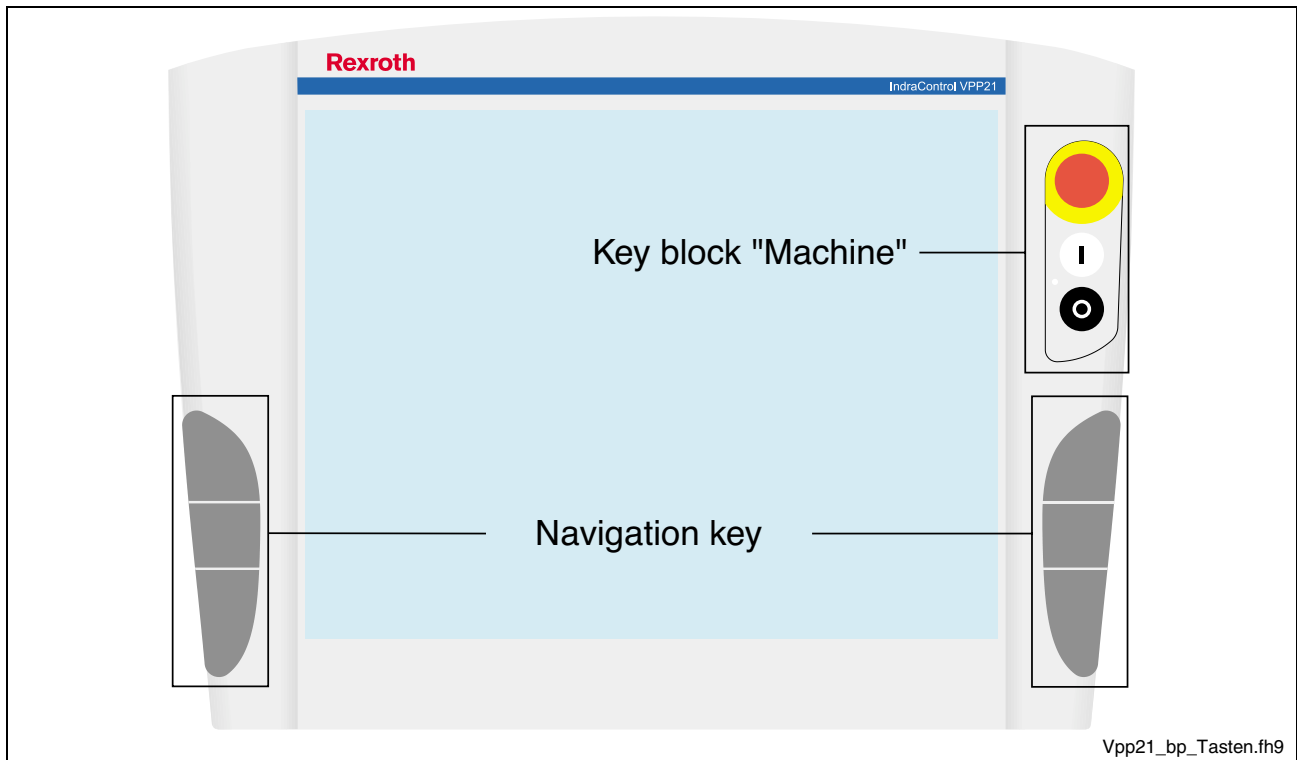 Rexroth
IndraControl VPP21
Key block "Machine"
I
O
Navigation key
Vpp21_bp_Tasten.fh9